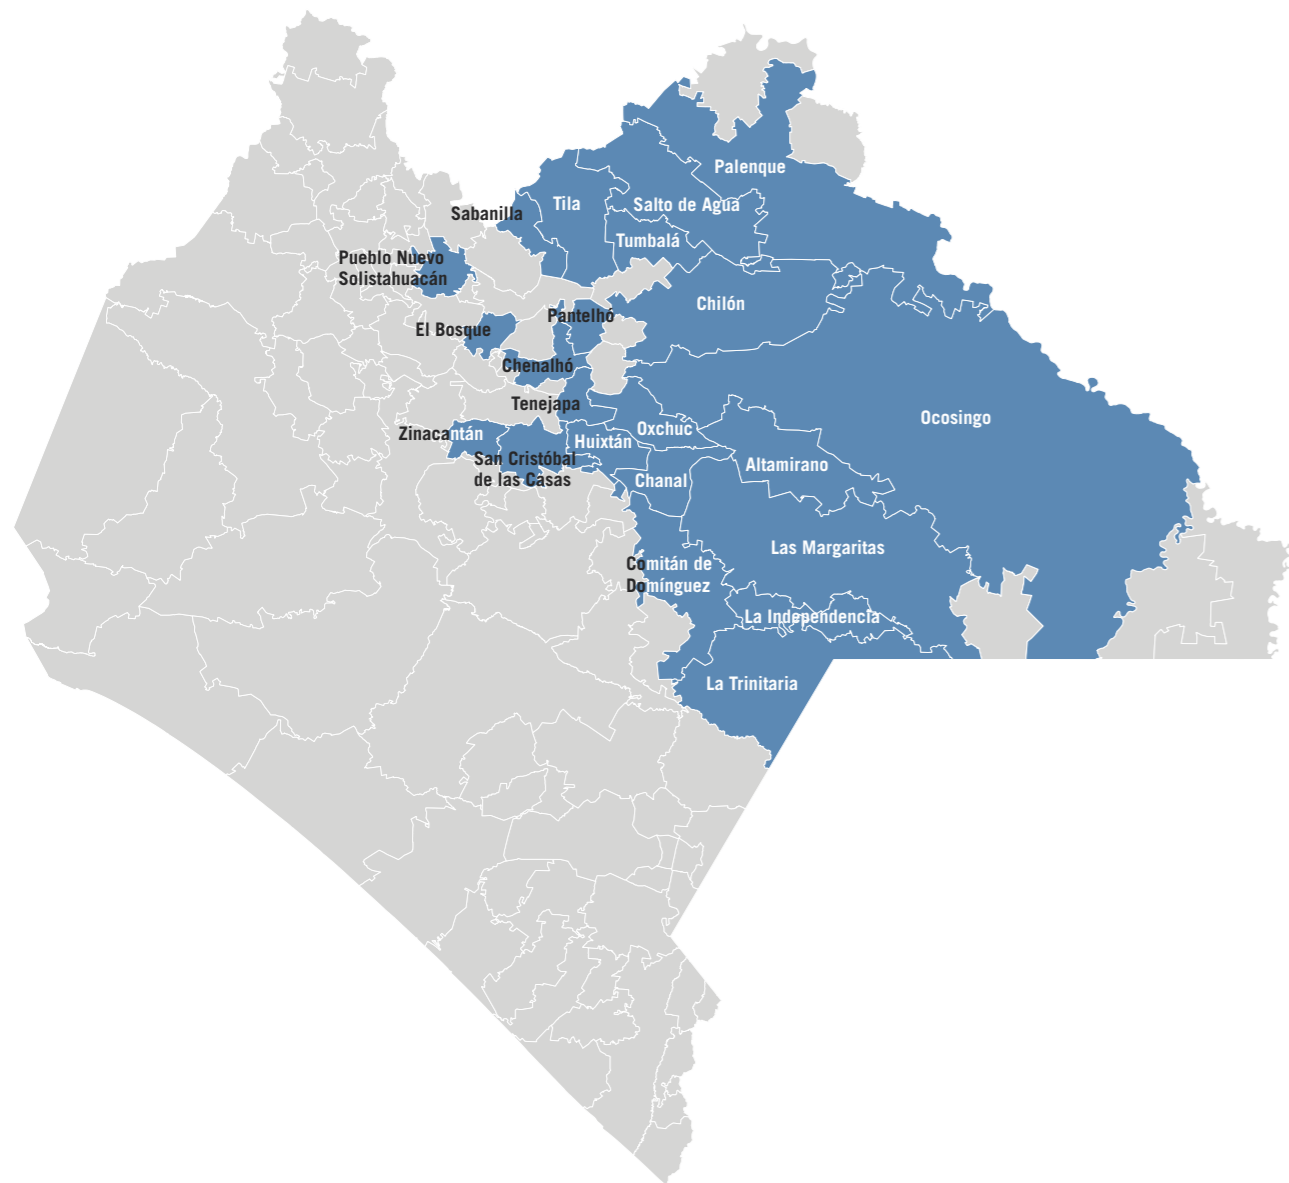 Palenque
Sabanilla
Tila
Salto de Agua
Tumbalá
Pueblo Nuevo
Solistahuacán
Chilón
Pantelhó
El Bosque
Chenalhó
Tenejapa
Ocosingo
Zinacantán
Oxchuc
Huixtán
San Cristóbal
de las Casas
Chanal
Altamirano
Las Margaritas
Comitán de
Domínguez
La Independencia
La Trinitaria